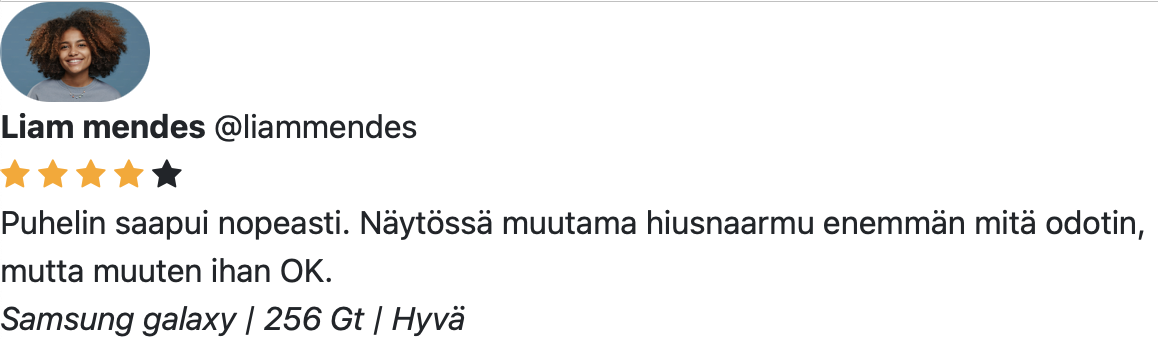 Liam mendes @liammendes
Puhelin saapui nopeasti. Näytössä muutama hiusnaarmu enemmän mitä odotin,
mutta muuten ihan OK.
Samsung galaxy | 256 Gt | Hyvä